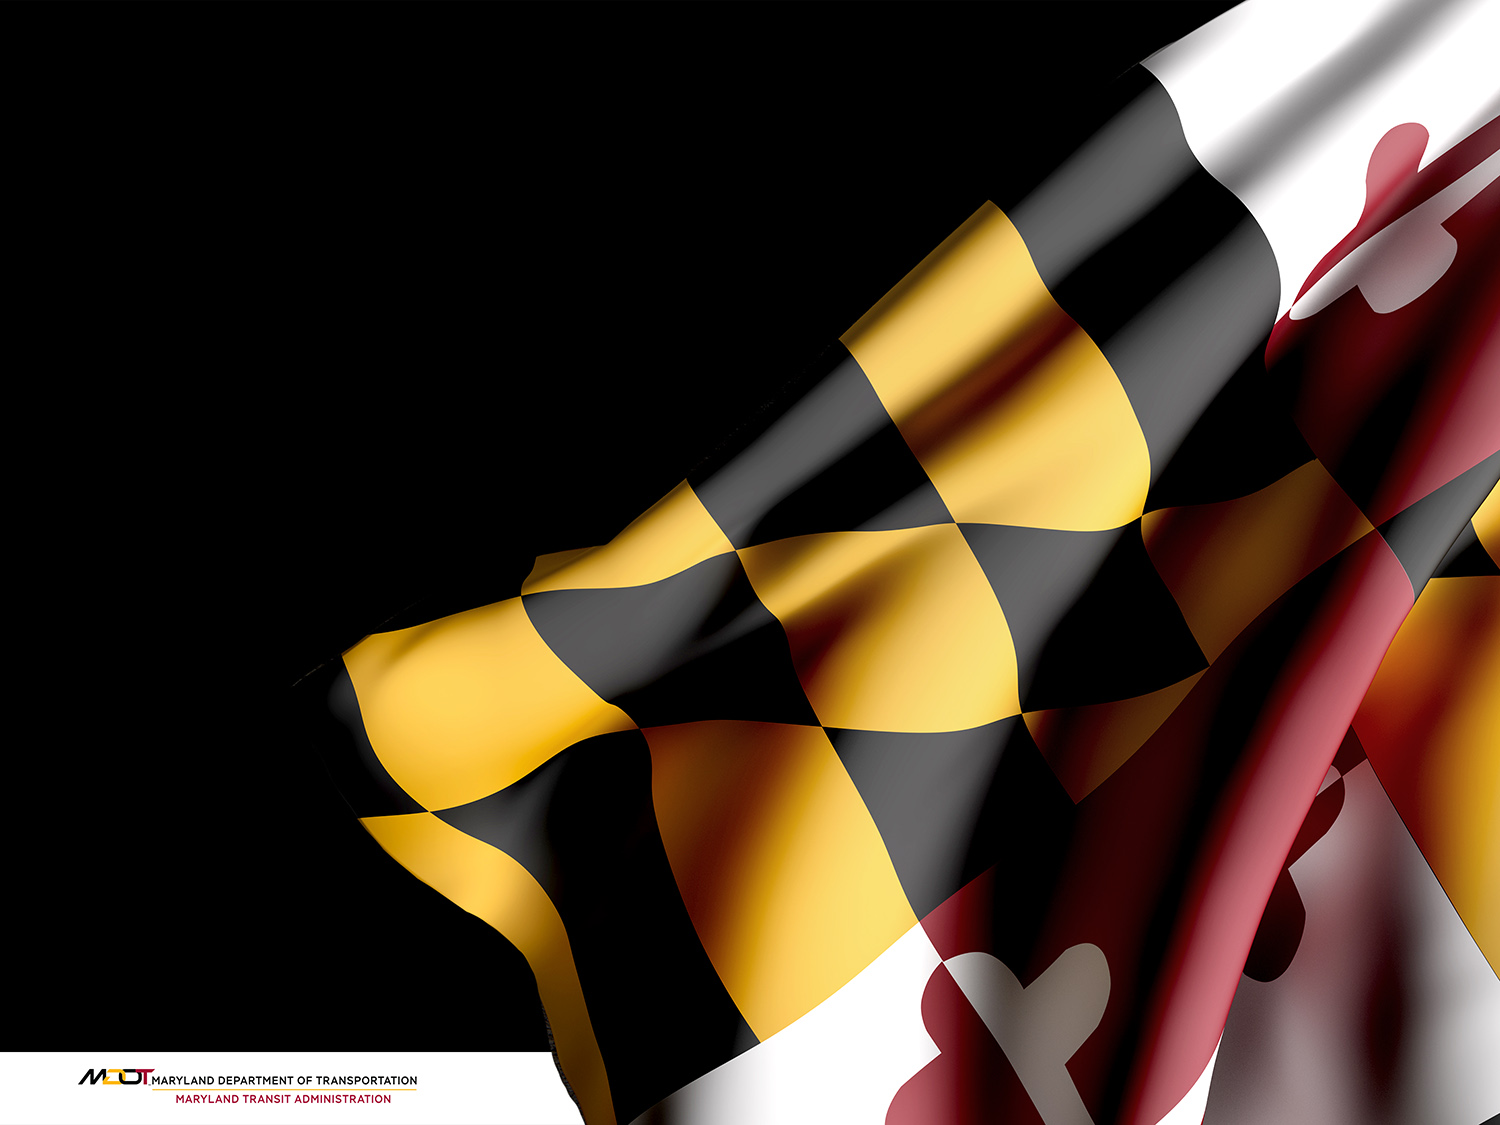 MDOT MARYLAND DEPARTMENT OF TRANSPORTATION
MARYLAND TRANSIT ADMINISTRATION